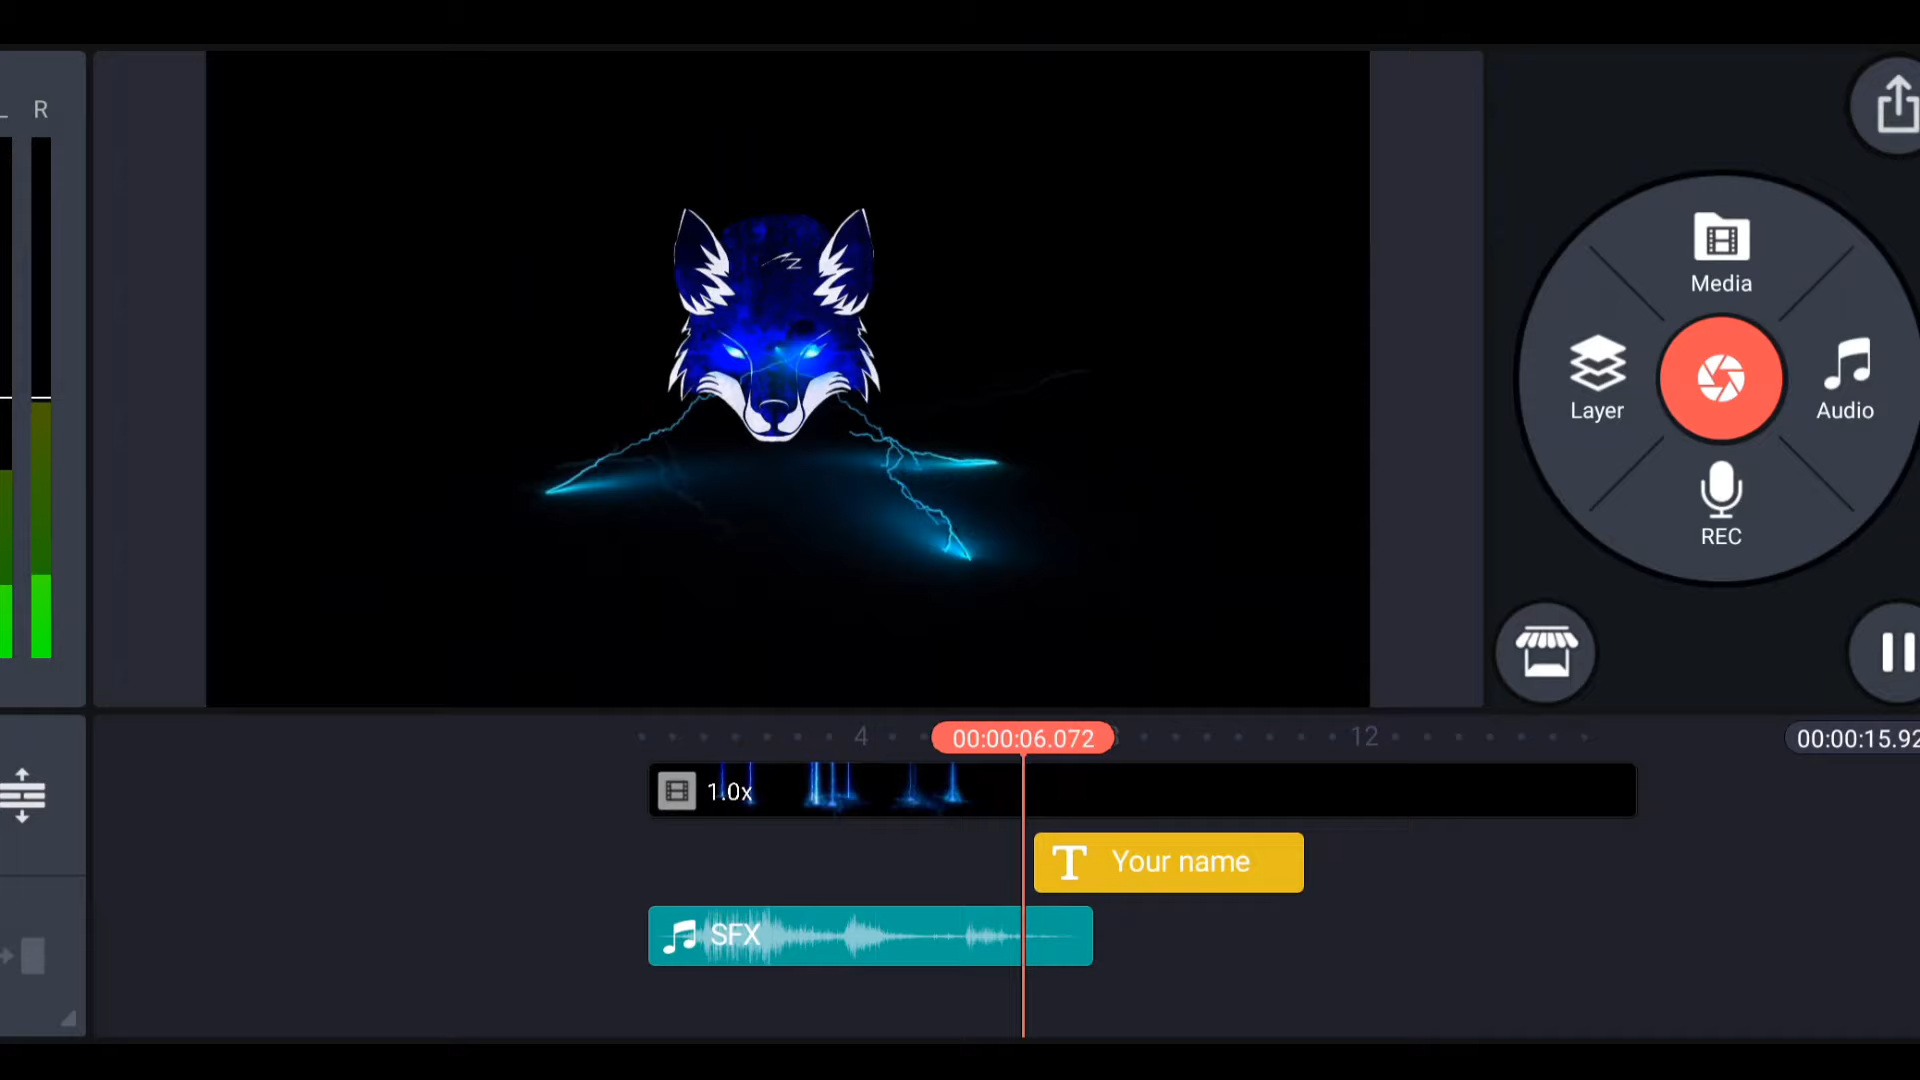 L R
Media
Layer
Audio
REC
4
00:00:06.072
12
00:00:15.92
1.0x
Your name
SFX